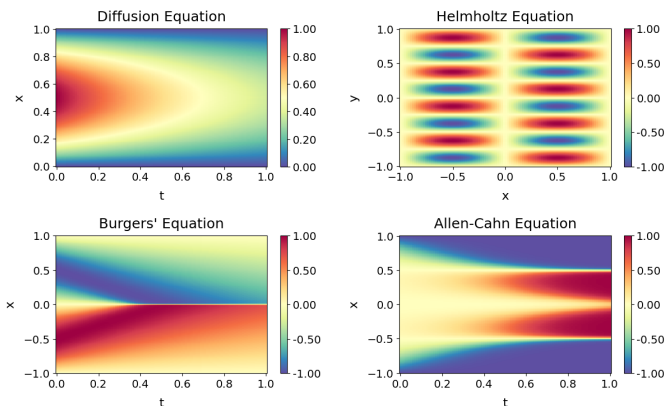 Diffusion Equation
1.0
0.8
0.6
0.4
0.2
0.0
x
0.0 0.2 0.4 0.6 0.8 1.0
t
1.00
0.80
0.60
0.40
0.20
0.00
Helmholtz Equation
1.0
0.5
0.0
−0.5
−1.0
y
−1.0 −0.5 0.0 0.5 1.0
x
1.00
0.50
0.00
-0.50
-1.00
Burgers' Equation
1.0
0.5
0.0
−0.5
−1.0
x
0.0 0.2 0.4 0.6 0.8 1.0
t
1.00
0.50
0.00
-0.50
-1.00
Allen-Cahn Equation
1.0
0.5
0.0
−0.5
−1.0
x
0.0 0.2 0.4 0.6 0.8 1.0
t
1.00
0.50
0.00
-0.50
-1.00